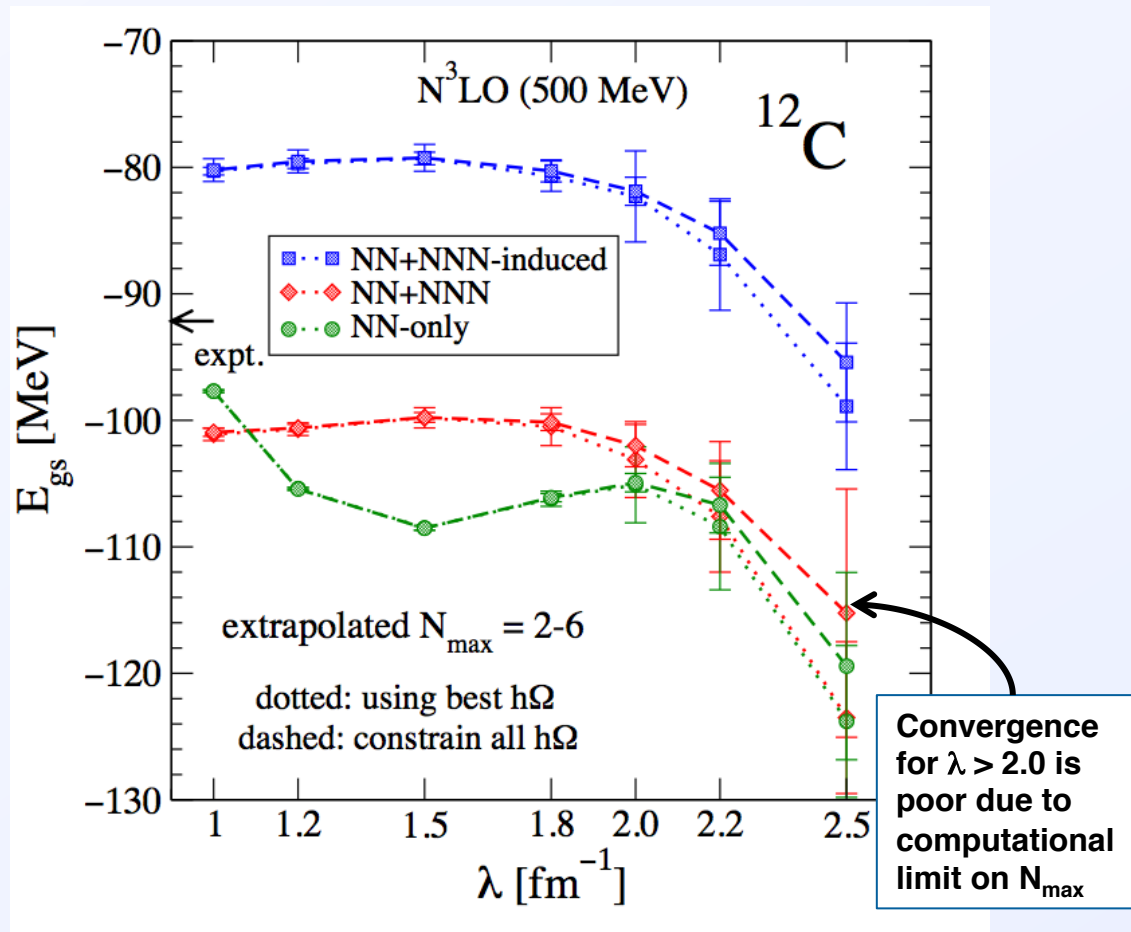 −70
−80
−90
−100
−110
−120
−130
E_gs [MeV]
N³LO (500 MeV)
¹²C
NN+NNN-induced
NN+NNN
NN-only
expt.
extrapolated N_max = 2-6
dotted: using best hΩ
dashed: constrain all hΩ
1 1.2 1.5 1.8 2.0 2.2 2.5
λ [fm⁻¹]
Convergence
for λ > 2.0 is
poor due to
computational
limit on N_max